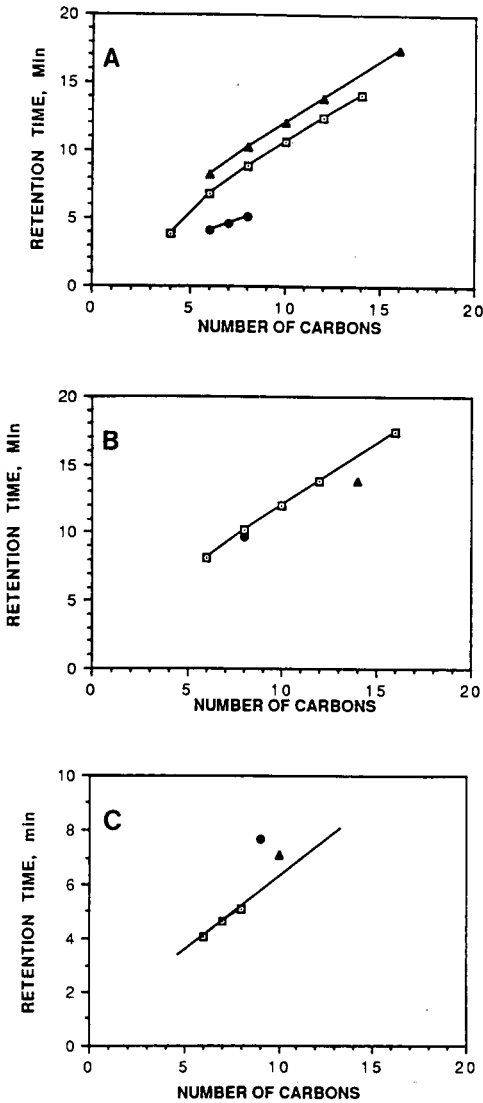 A
20
15
10
5
0
RETENTION TIME, Min
0 5 10 15 20
NUMBER OF CARBONS
B
20
15
10
5
0
RETENTION TIME, Min
0 5 10 15 20
NUMBER OF CARBONS
C
10
8
6
4
2
0
RETENTION TIME, min
0 5 10 15 20
NUMBER OF CARBONS